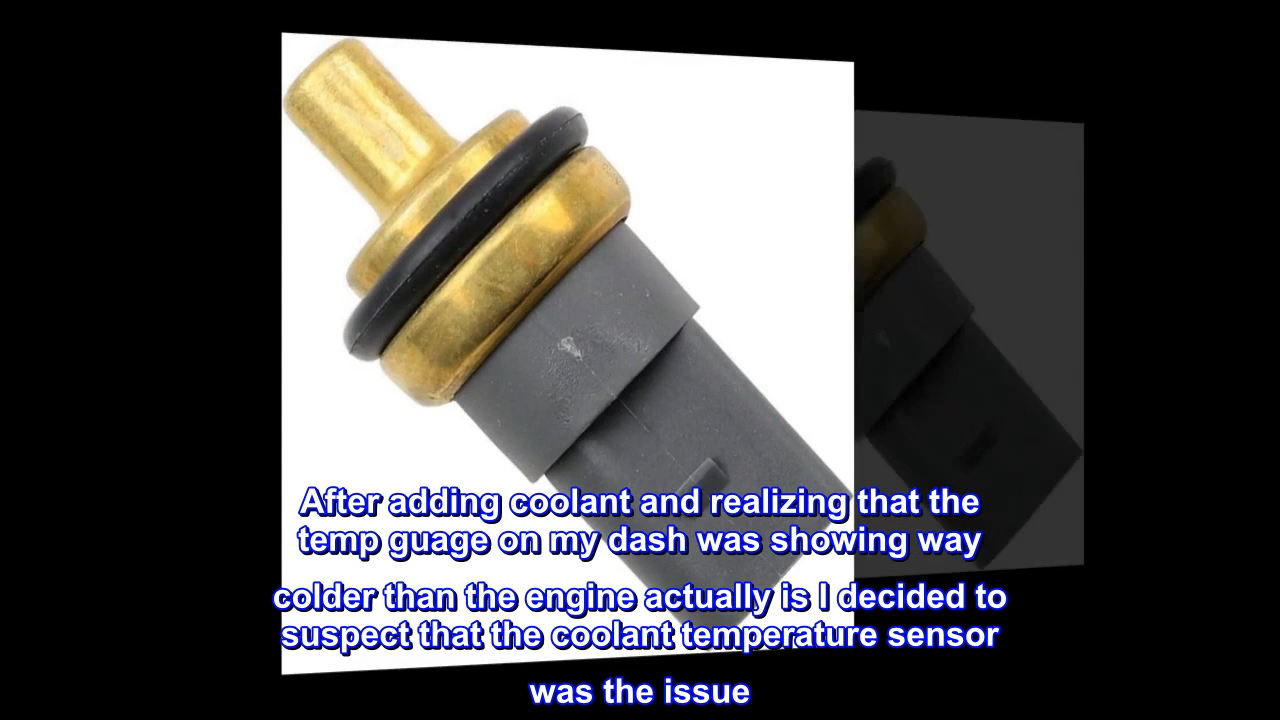 After adding coolant and realizing that the
temp guage on my dash was showing way
colder than the engine actually is I decided to
suspect that the coolant temperature sensor
was the issue